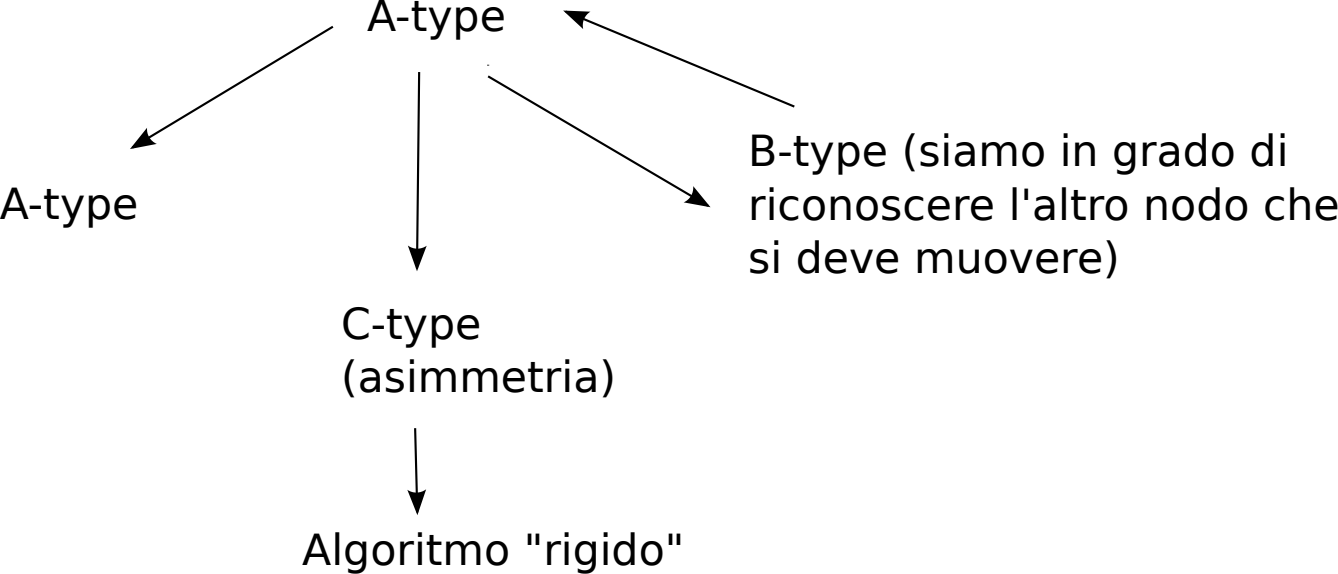 A-type
B-type (siamo in grado di
riconoscere l'altro nodo che
si deve muovere)
A-type
C-type
(asimmetria)
Algoritmo "rigido"